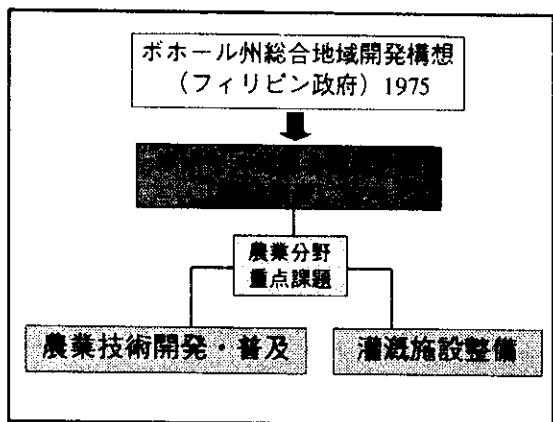 ボホール州総合地域開発構想
（フィリピン政府）1975
農業分野
重点課題
農業技術開発・普及
灌漑施設整備